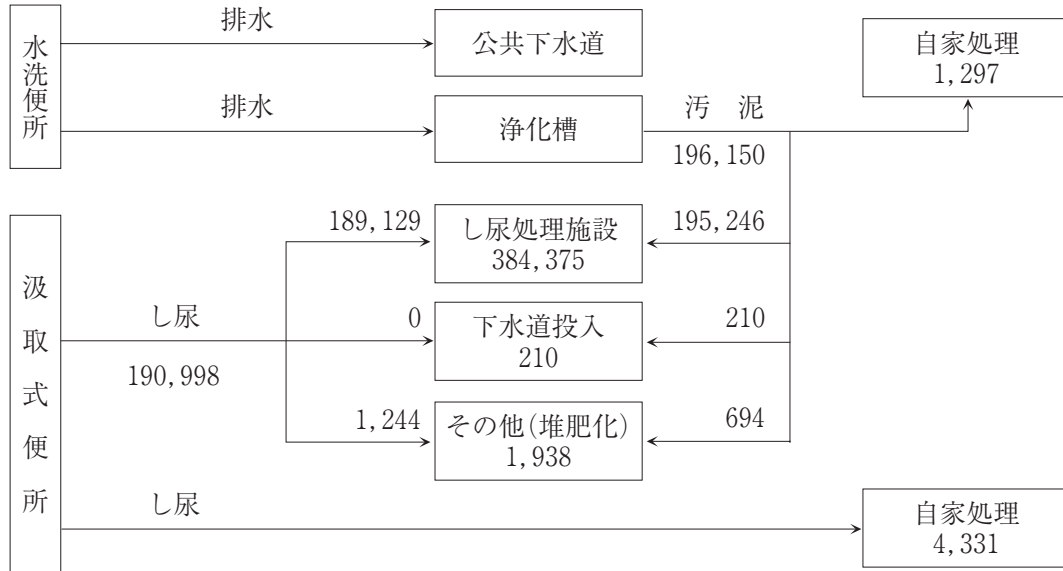 水洗便所
排水
公共下水道
排水
浄化槽
汚泥
196,150
自家処理
1,297
汲取式便所
し尿
190,998
189,129
し尿処理施設
384,375
195,246
0
下水道投入
210
210
1,244
その他(堆肥化)
1,938
694
し尿
自家処理
4,331